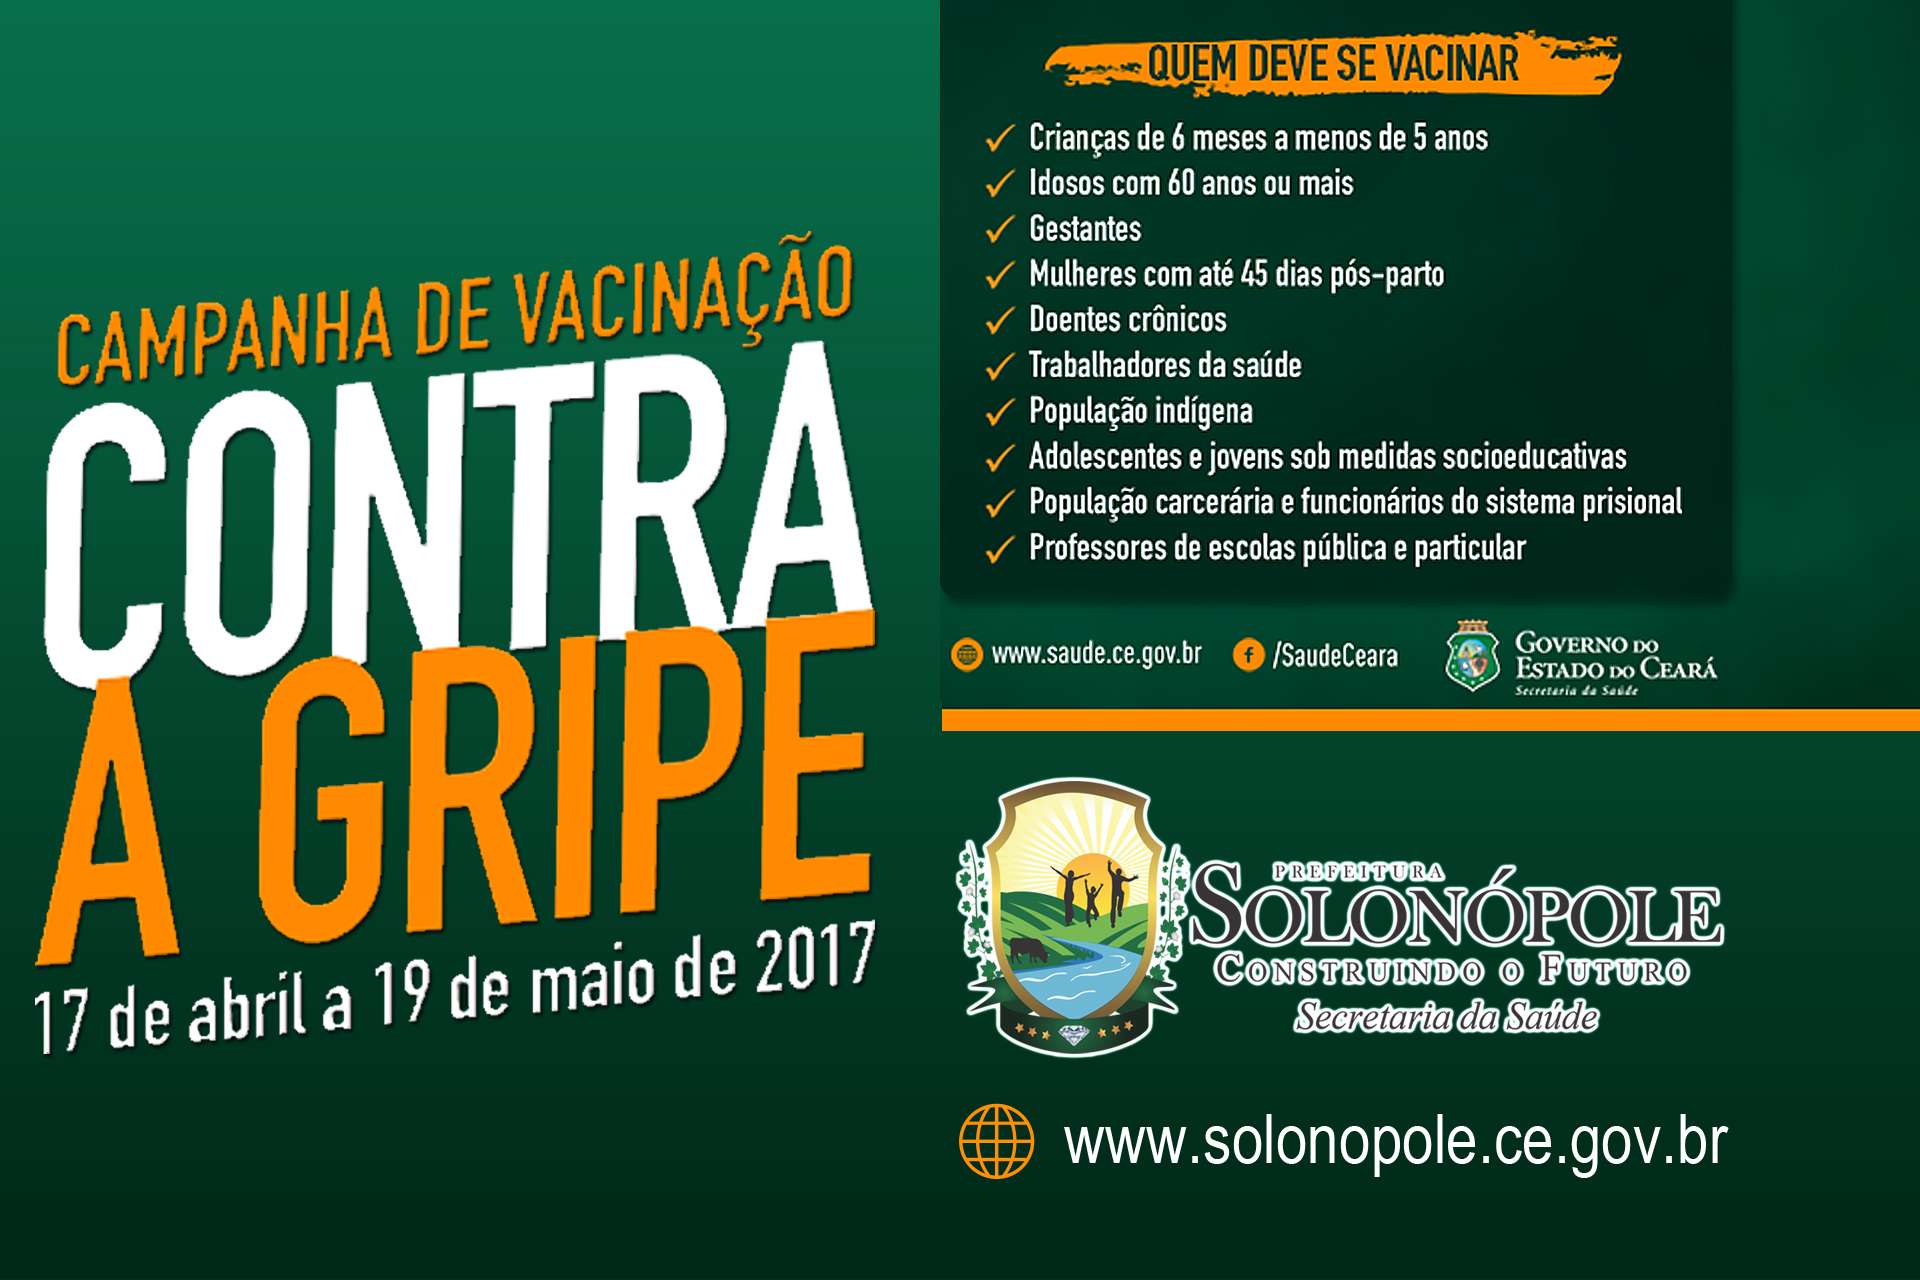 CAMPANHA DE VACINAÇÃO
CONTRA
A GRIPE
17 de abril a 19 de maio de 2017
QUEM DEVE SE VACINAR
Crianças de 6 meses a menos de 5 anos
Idosos com 60 anos ou mais
Gestantes
Mulheres com até 45 dias pós-parto
Doentes crônicos
Trabalhadores da saúde
População indígena
Adolescentes e jovens sob medidas socioeducativas
População carcerária e funcionários do sistema prisional
Professores de escolas pública e particular
www.saude.ce.gov.br
/SaudeCeara
GOVERNO DO
ESTADO DO CEARÁ
Secretaria da Saúde
PREFEITURA
SOLONÓPOLE
CONSTRUINDO O FUTURO
Secretaria da Saúde
www.solonopole.ce.gov.br